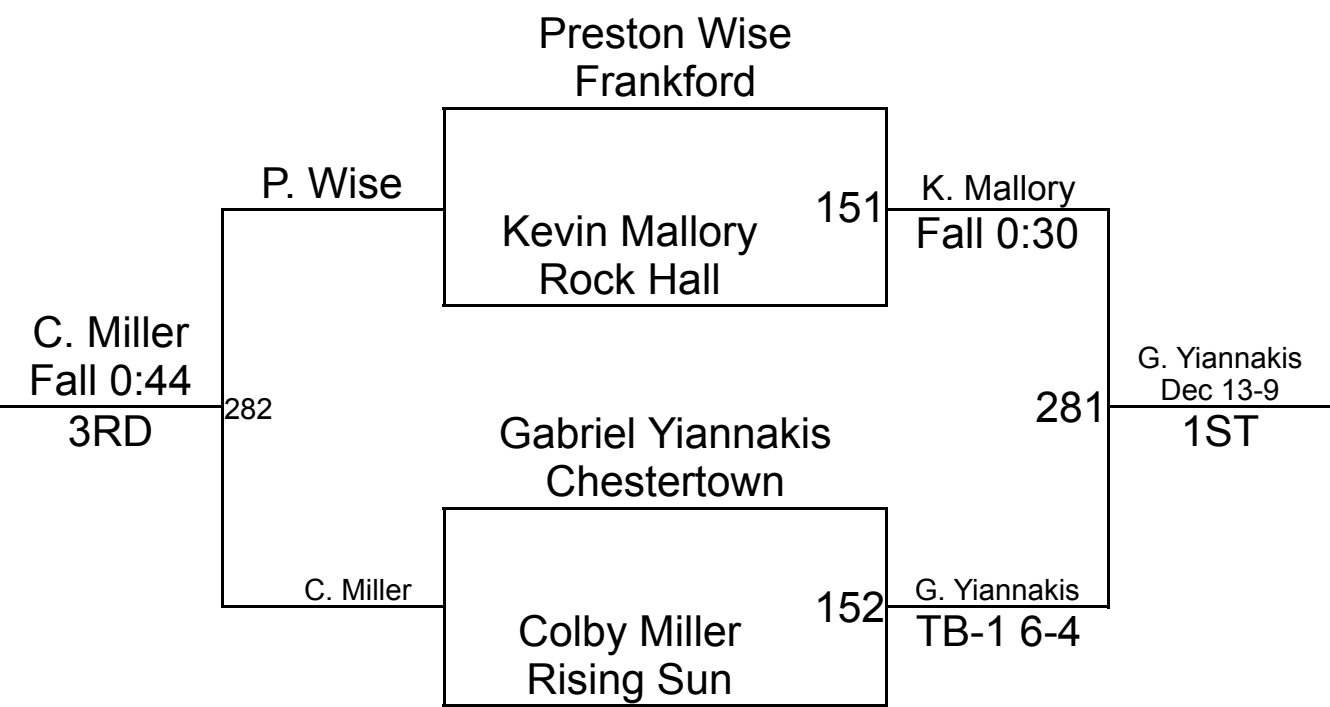 Preston Wise
Frankford
P. Wise
151
K. Mallory
Kevin Mallory
Rock Hall
Fall 0:30
C. Miller
Fall 0:44
3RD
282
281
G. Yiannakis
Dec 13-9
1ST
Gabriel Yiannakis
Chestertown
C. Miller
152
G. Yiannakis
Colby Miller
Rising Sun
TB-1 6-4